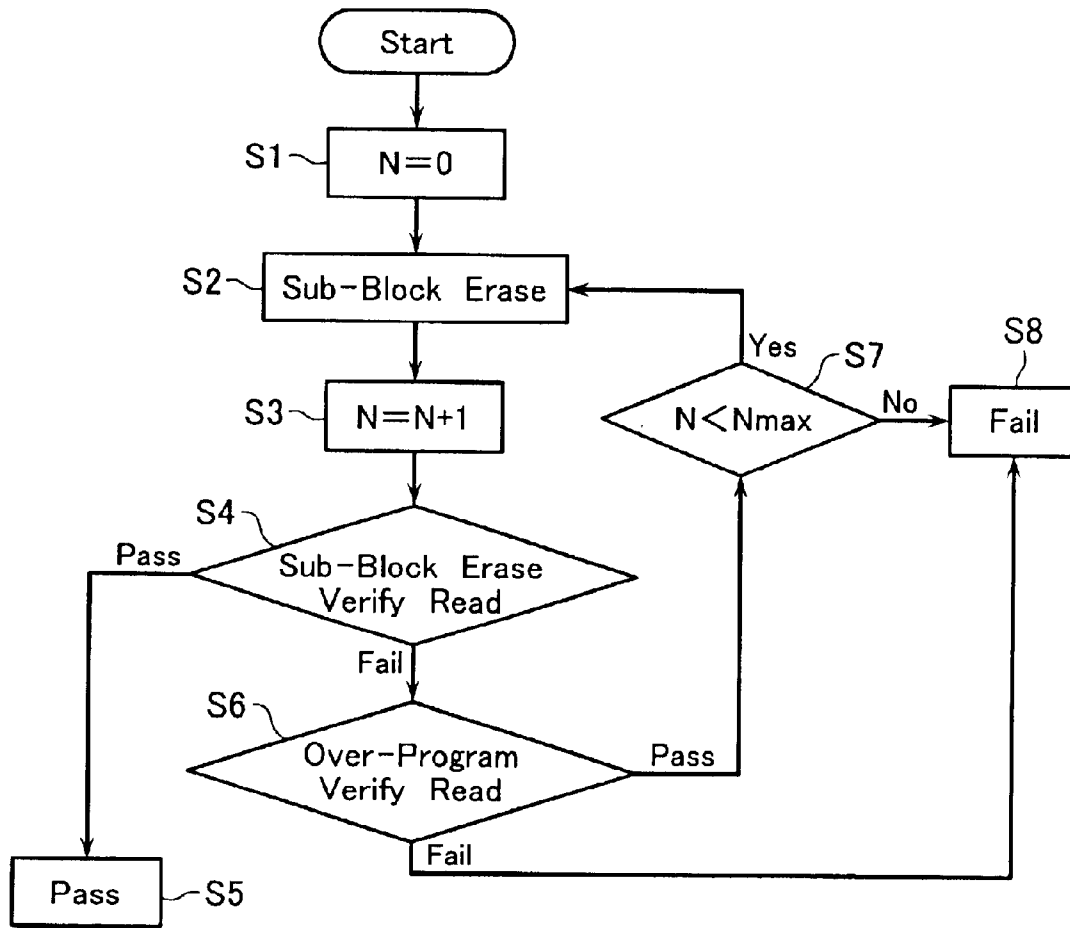 Start
S1
N=0
S2
Sub-Block Erase
S3
N=N+1
Yes
S7
N<Nmax
No
S8
Fail
S4
Pass
Sub-Block Erase
Verify Read
Fail
S6
Over-Program
Verify Read
Pass
Fail
Pass
S5